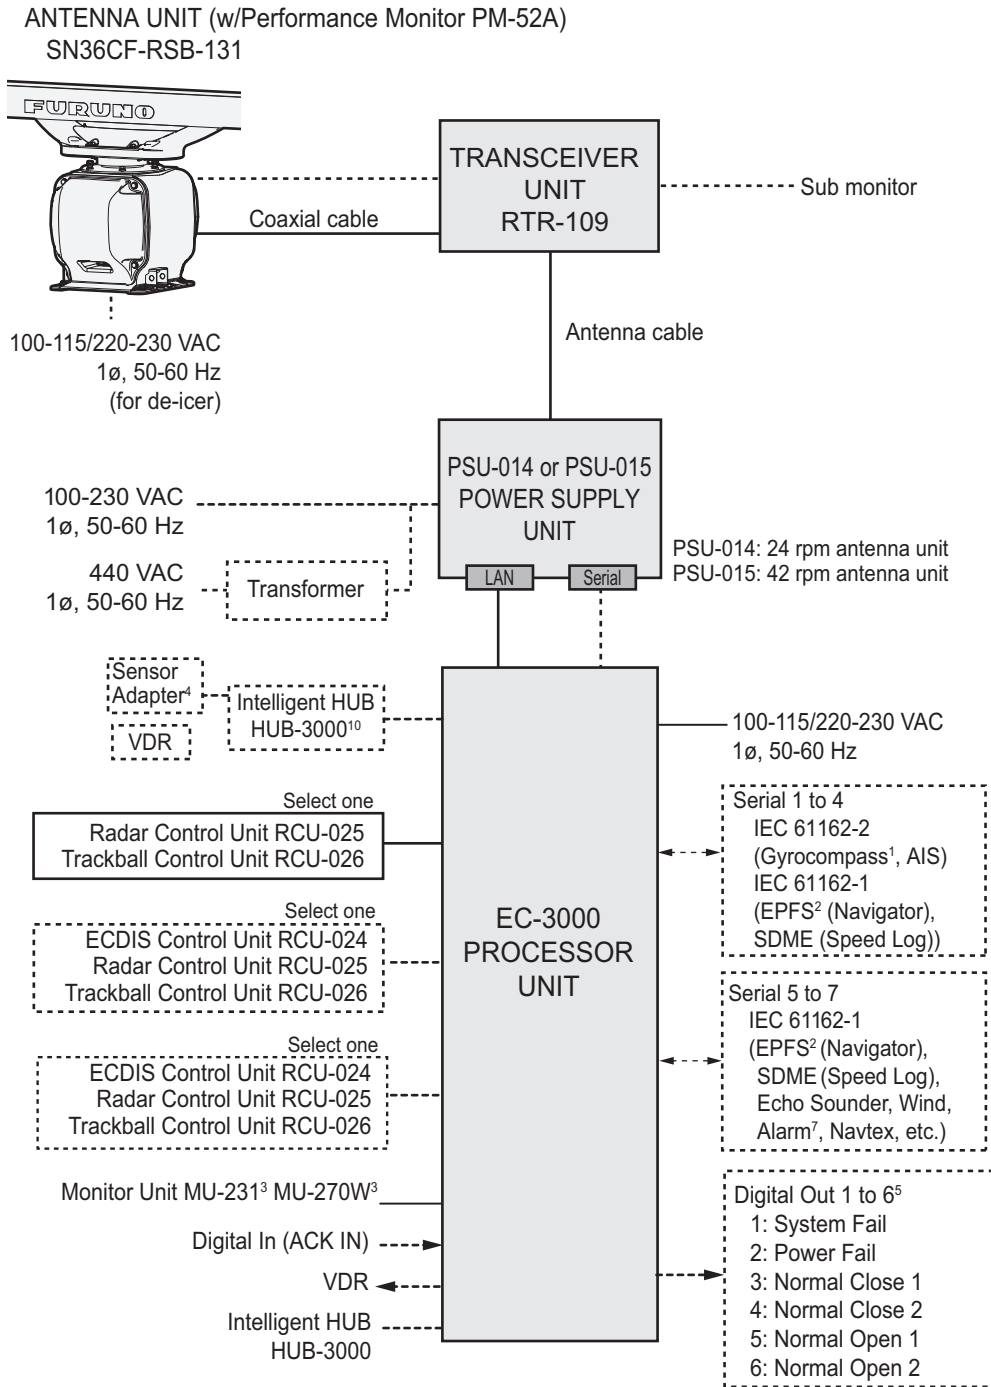 ANTENNA UNIT (w/Performance Monitor PM-52A)
SN36CF-RSB-131
FURUNO
TRANSCEIVER
UNIT
RTR-109
Sub monitor
Coaxial cable
Antenna cable
100-115/220-230 VAC
1ø, 50-60 Hz
(for de-icer)
PSU-014 or PSU-015
POWER SUPPLY
UNIT
100-230 VAC
1ø, 50-60 Hz
440 VAC
1ø, 50-60 Hz
Transformer
PSU-014: 24 rpm antenna unit
PSU-015: 42 rpm antenna unit
LAN
Serial
Sensor
Adapter⁴
VDR
Intelligent HUB
HUB-3000¹⁰
100-115/220-230 VAC
1ø, 50-60 Hz
Select one
Radar Control Unit RCU-025
Trackball Control Unit RCU-026
Select one
ECDIS Control Unit RCU-024
Radar Control Unit RCU-025
Trackball Control Unit RCU-026
Select one
ECDIS Control Unit RCU-024
Radar Control Unit RCU-025
Trackball Control Unit RCU-026
EC-3000
PROCESSOR
UNIT
Serial 1 to 4
IEC 61162-2
(Gyrocompass¹, AIS)
IEC 61162-1
(EPFS² (Navigator),
SDME (Speed Log))
Serial 5 to 7
IEC 61162-1
(EPFS² (Navigator),
SDME (Speed Log),
Echo Sounder, Wind,
Alarm⁷, Navtex, etc.)
Monitor Unit MU-231³ MU-270W³
Digital In (ACK IN)
VDR
Intelligent HUB
HUB-3000
Digital Out 1 to 6⁵
1: System Fail
2: Power Fail
3: Normal Close 1
4: Normal Close 2
5: Normal Open 1
6: Normal Open 2